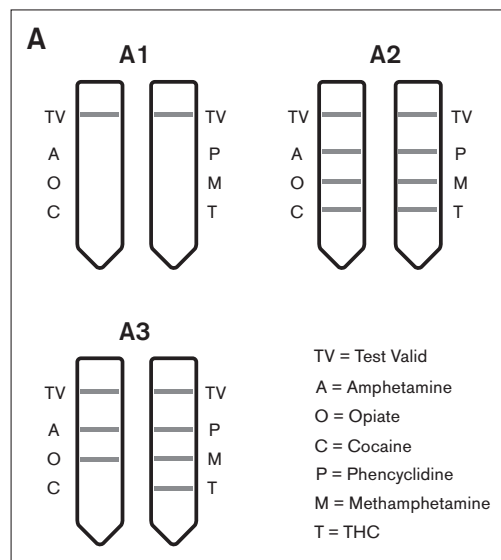 A
A1
A2
TV TV
A P
O M
C T
TV TV
A P
O M
C T
A3
TV TV
A P
O M
C T
TV = Test Valid
A = Amphetamine
O = Opiate
C = Cocaine
P = Phencyclidine
M = Methamphetamine
T = THC